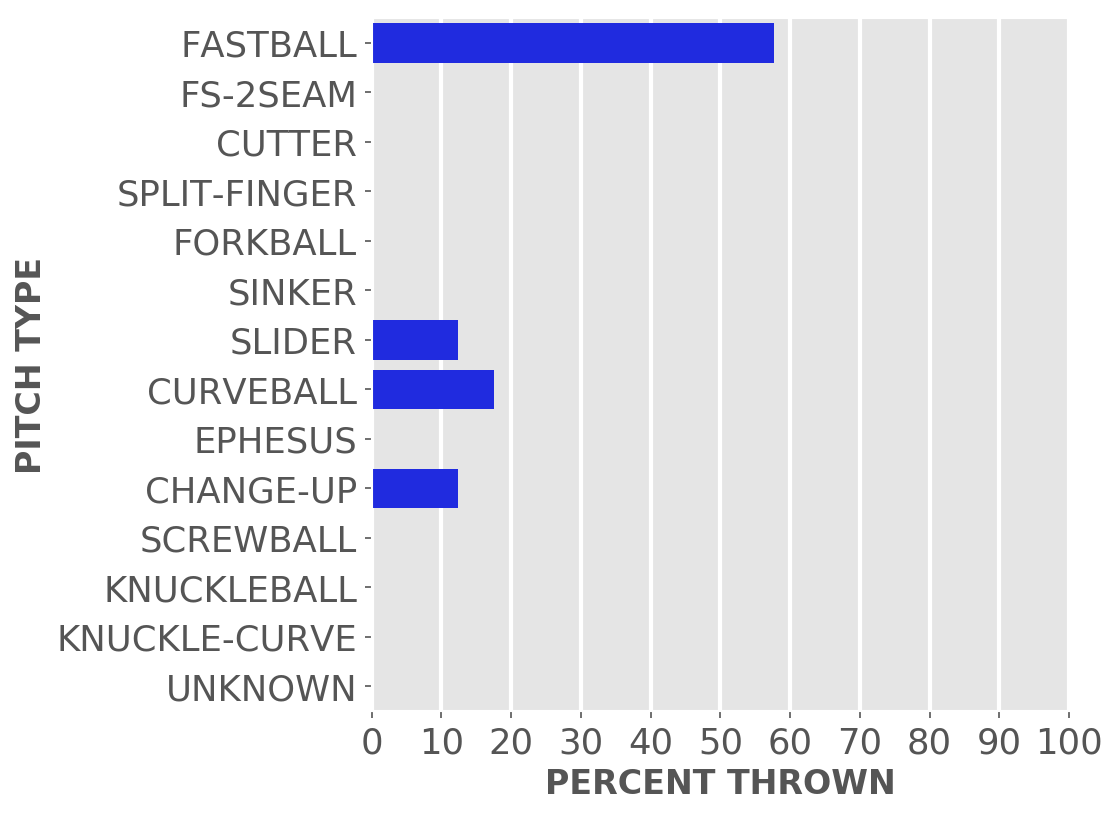 FASTBALL
FS-2SEAM
CUTTER
SPLIT-FINGER
FORKBALL
SINKER
SLIDER
CURVEBALL
EPHESUS
CHANGE-UP
SCREWBALL
KNUCKLEBALL
KNUCKLE-CURVE
UNKNOWN
PITCH TYPE
0 10 20 30 40 50 60 70 80 90 100
PERCENT THROWN